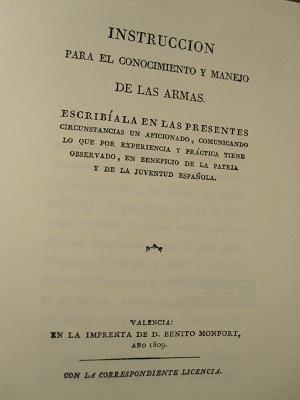 INSTRUCCION
PARA EL CONOCIMIENTO Y MANEJO
DE LAS ARMAS.
ESCRIBÍALA EN LAS PRESENTES
CIRCUNSTANCIAS UN AFICIONADO, COMUNICANDO
LO QUE POR EXPERIENCIA Y PRÁCTICA TIENE
OBSERVADO, EN BENEFICIO DE LA PATRIA
Y DE LA JUVENTUD ESPAÑOLA.
VALENCIA:
EN LA IMPRENTA DE D. BENITO MONFORT,
AÑO 1809.
CON LA CORRESPONDIENTE LICENCIA.